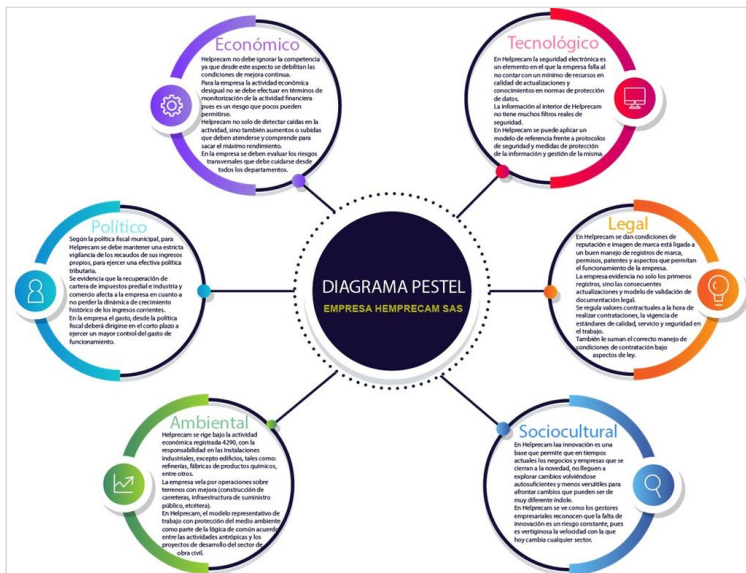 Económico
Helprecam no debe ignorar la competencia
ya que desde este aspecto se debilitan las
condiciones de mejora continua.
Para la empresa la actividad económica
desigual no se debe efectuar en términos de
monitorización de la actividad financiera
pues es un riesgo que pocos pueden
permitirse.
Helprecam no solo de detectar caídas en la
actividad, sino también aumentos o subidas
que deben atenderse y comprende para
sacar el máximo rendimiento.
En la empresa se deben evaluar los riesgos
transversales que debe cuidarse desde
todos los departamentos.
Tecnológico
En Helprecam la seguridad electrónica es
un elemento en el que la empresa falla al
no contar con un mínimo de recursos en
calidad de actualizaciones y
conocimientos en normas de protección
de datos.
La información al interior de Helprecam
no tiene muchos filtros reales de
seguridad.
En Helprecam se puede aplicar un
modelo de referencia frente a protocolos
de seguridad y medidas de protección
de la información y gestión de la misma.
Político
Según la política fiscal municipal, para
Helprecam se debe mantener una estricta
vigilancia de los recaudos de sus ingresos
propios, para ejercer una efectiva política
tributaria.
Se evidencia que la recuperación de
cartera de impuestos predial e industria y
comercio afecta a la empresa en cuanto a
no perder la dinámica de crecimiento
histórico de los ingresos corrientes.
En la empresa el gasto, desde la política
fiscal deberá dirigirse en el corto plazo a
ejercer un mayor control del gasto de
funcionamiento.
DIAGRAMA PESTEL
EMPRESA HEMPRECAM SAS
Legal
En Helprecam se dan condiciones de
reputación e imagen de marca está ligado a
un buen manejo de registros de marca,
permisos, patentes y aspectos que permitan
el funcionamiento de la empresa.
La empresa evidencia no solo los primeros
registros, sino las consecuentes
actualizaciones y modelo de validación de
documentación legal.
Se regula valores contractuales a la hora de
realizar contrataciones, la vigencia de
estándares de calidad, servicio y seguridad en
el trabajo.
También le suman el correcto manejo de
condiciones de contratación bajo
aspectos de ley.
Ambiental
Helprecam se rige bajo la actividad
económica registrada 4290, con la
responsabilidad en las Instalaciones
industriales, excepto edificios, tales como:
refinerías, fábricas de productos químicos,
entre otros.
La empresa vela por operaciones sobre
terrenos con mejora (construcción de
carreteras, infraestructura de suministro
público, etcétera).
En Helprecam, el modelo representativo de
trabajo con protección del medio ambiente
como parte de la lógica de común acuerdo
entre las actividades antrópicas y los
proyectos de desarrollo del sector de
obra civil.
Sociocultural
En Helprecam laa innovación es una
base que permite que en tiempos
actuales los negocios y empresas que se
cierran a la novedad, no lleguen a
explorar cambios volviéndose
autosuficientes y menos versátiles para
afrontar cambios que pueden ser de
muy diferente índole.
En Helprecam se ve como los gestores
empresariales reconocen que la falta de
innovación es un riesgo constante, pues
es vertiginosa la velocidad con la que
hoy cambia cualquier sector.